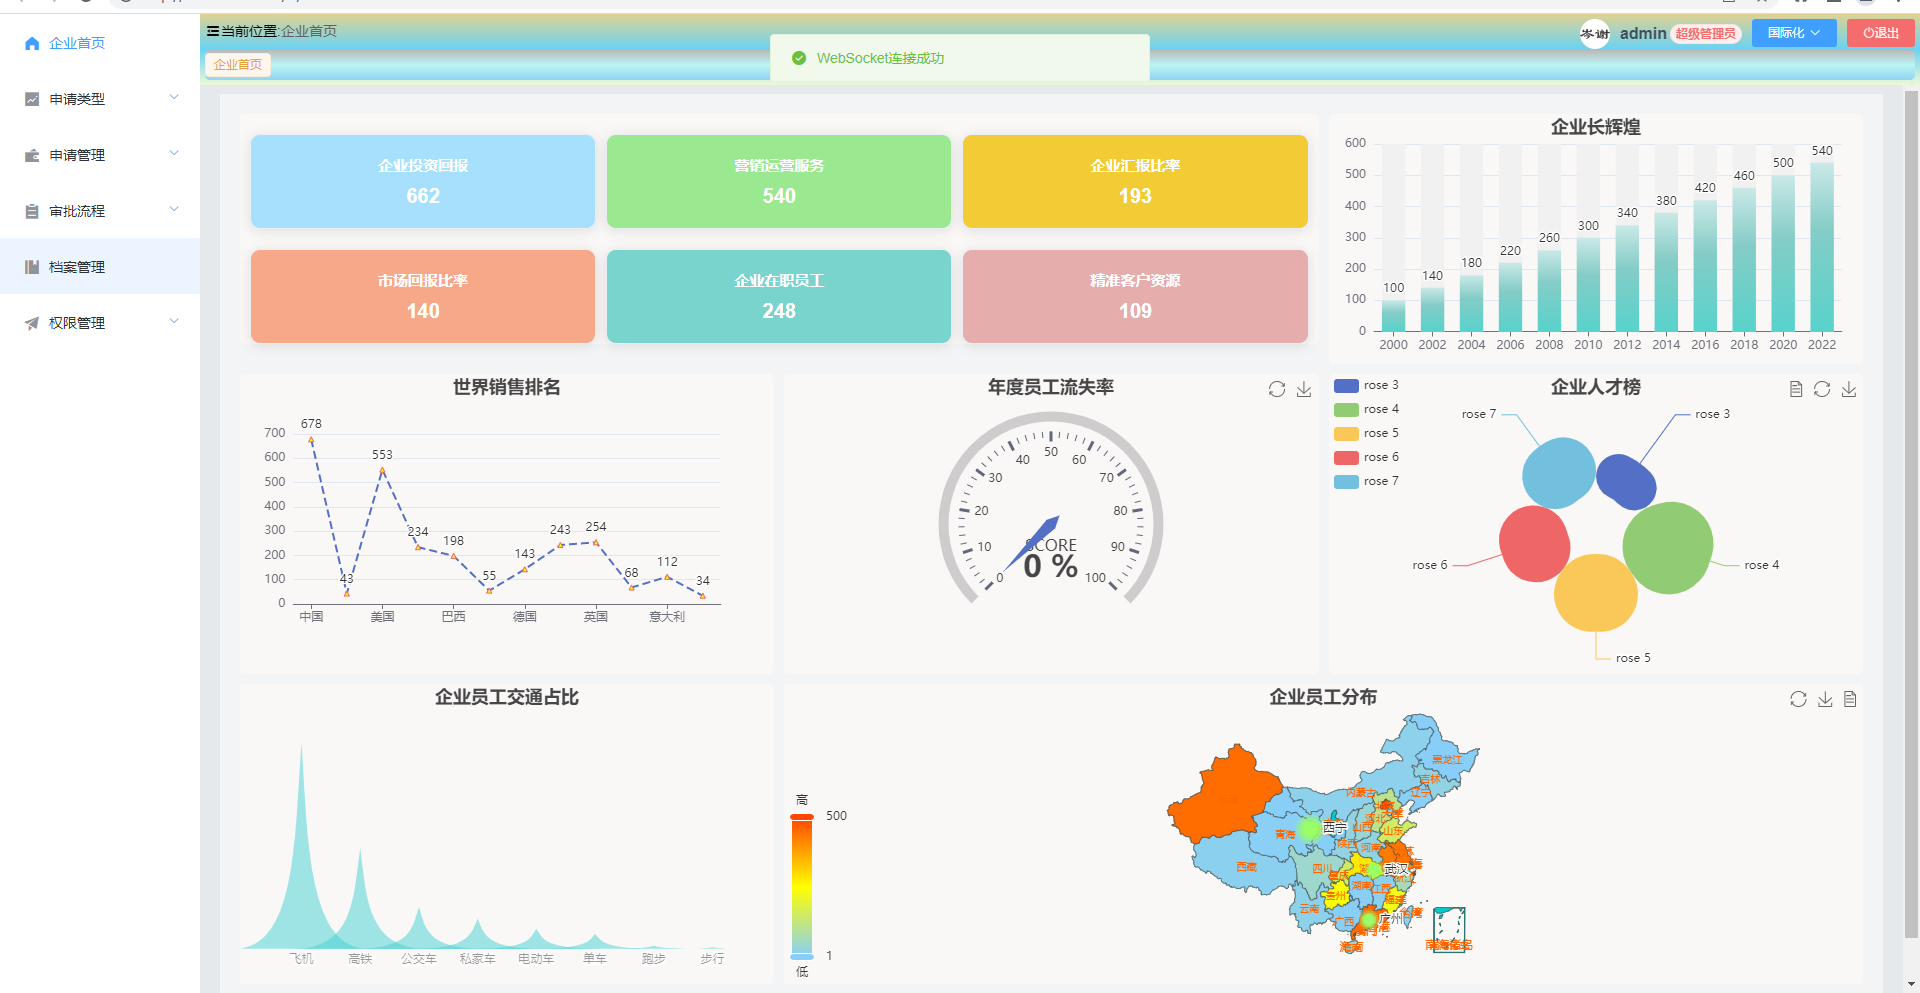 企业首页
申请类型
申请管理
审批流程
档案管理
权限管理
当前位置:企业首页
企业首页
WebSocket连接成功
岑谢
admin
超级管理员
国际化
退出
企业投资回报
662
营销运营服务
540
企业汇报比率
193
市场回报比率
140
企业在职员工
248
精准客户资源
109
企业长辉煌
600
500
400
300
200
100
0
100
140
180
220
260
300
340
380
420
460
500
540
2000
2002
2004
2006
2008
2010
2012
2014
2016
2018
2020
2022
世界销售排名
700
600
500
400
300
200
100
0
678
43
553
234
198
55
143
243
254
68
112
34
中国
美国
巴西
德国
英国
意大利
年度员工流失率
0
10
20
30
40
50
60
70
80
90
100
SCORE
0 %
企业人才榜
rose 3
rose 4
rose 5
rose 6
rose 7
rose 7
rose 3
rose 6
rose 4
rose 5
企业员工交通占比
飞机
高铁
公交车
私家车
电动车
单车
跑步
步行
企业员工分布
高
500
1
低
黑龙江
吉林
辽宁
内蒙古
河北
山西
山东
青海
西宁
陕西
河南
西藏
四川
重庆
武汉
湖南
江西
贵州
福建
云南
广西
广州
台湾
海南
南海诸岛